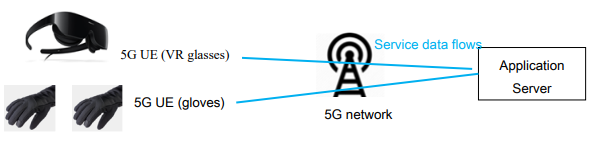 Service data flows
5G UE (VR glasses)
Application
Server
5G UE (gloves)
5G network